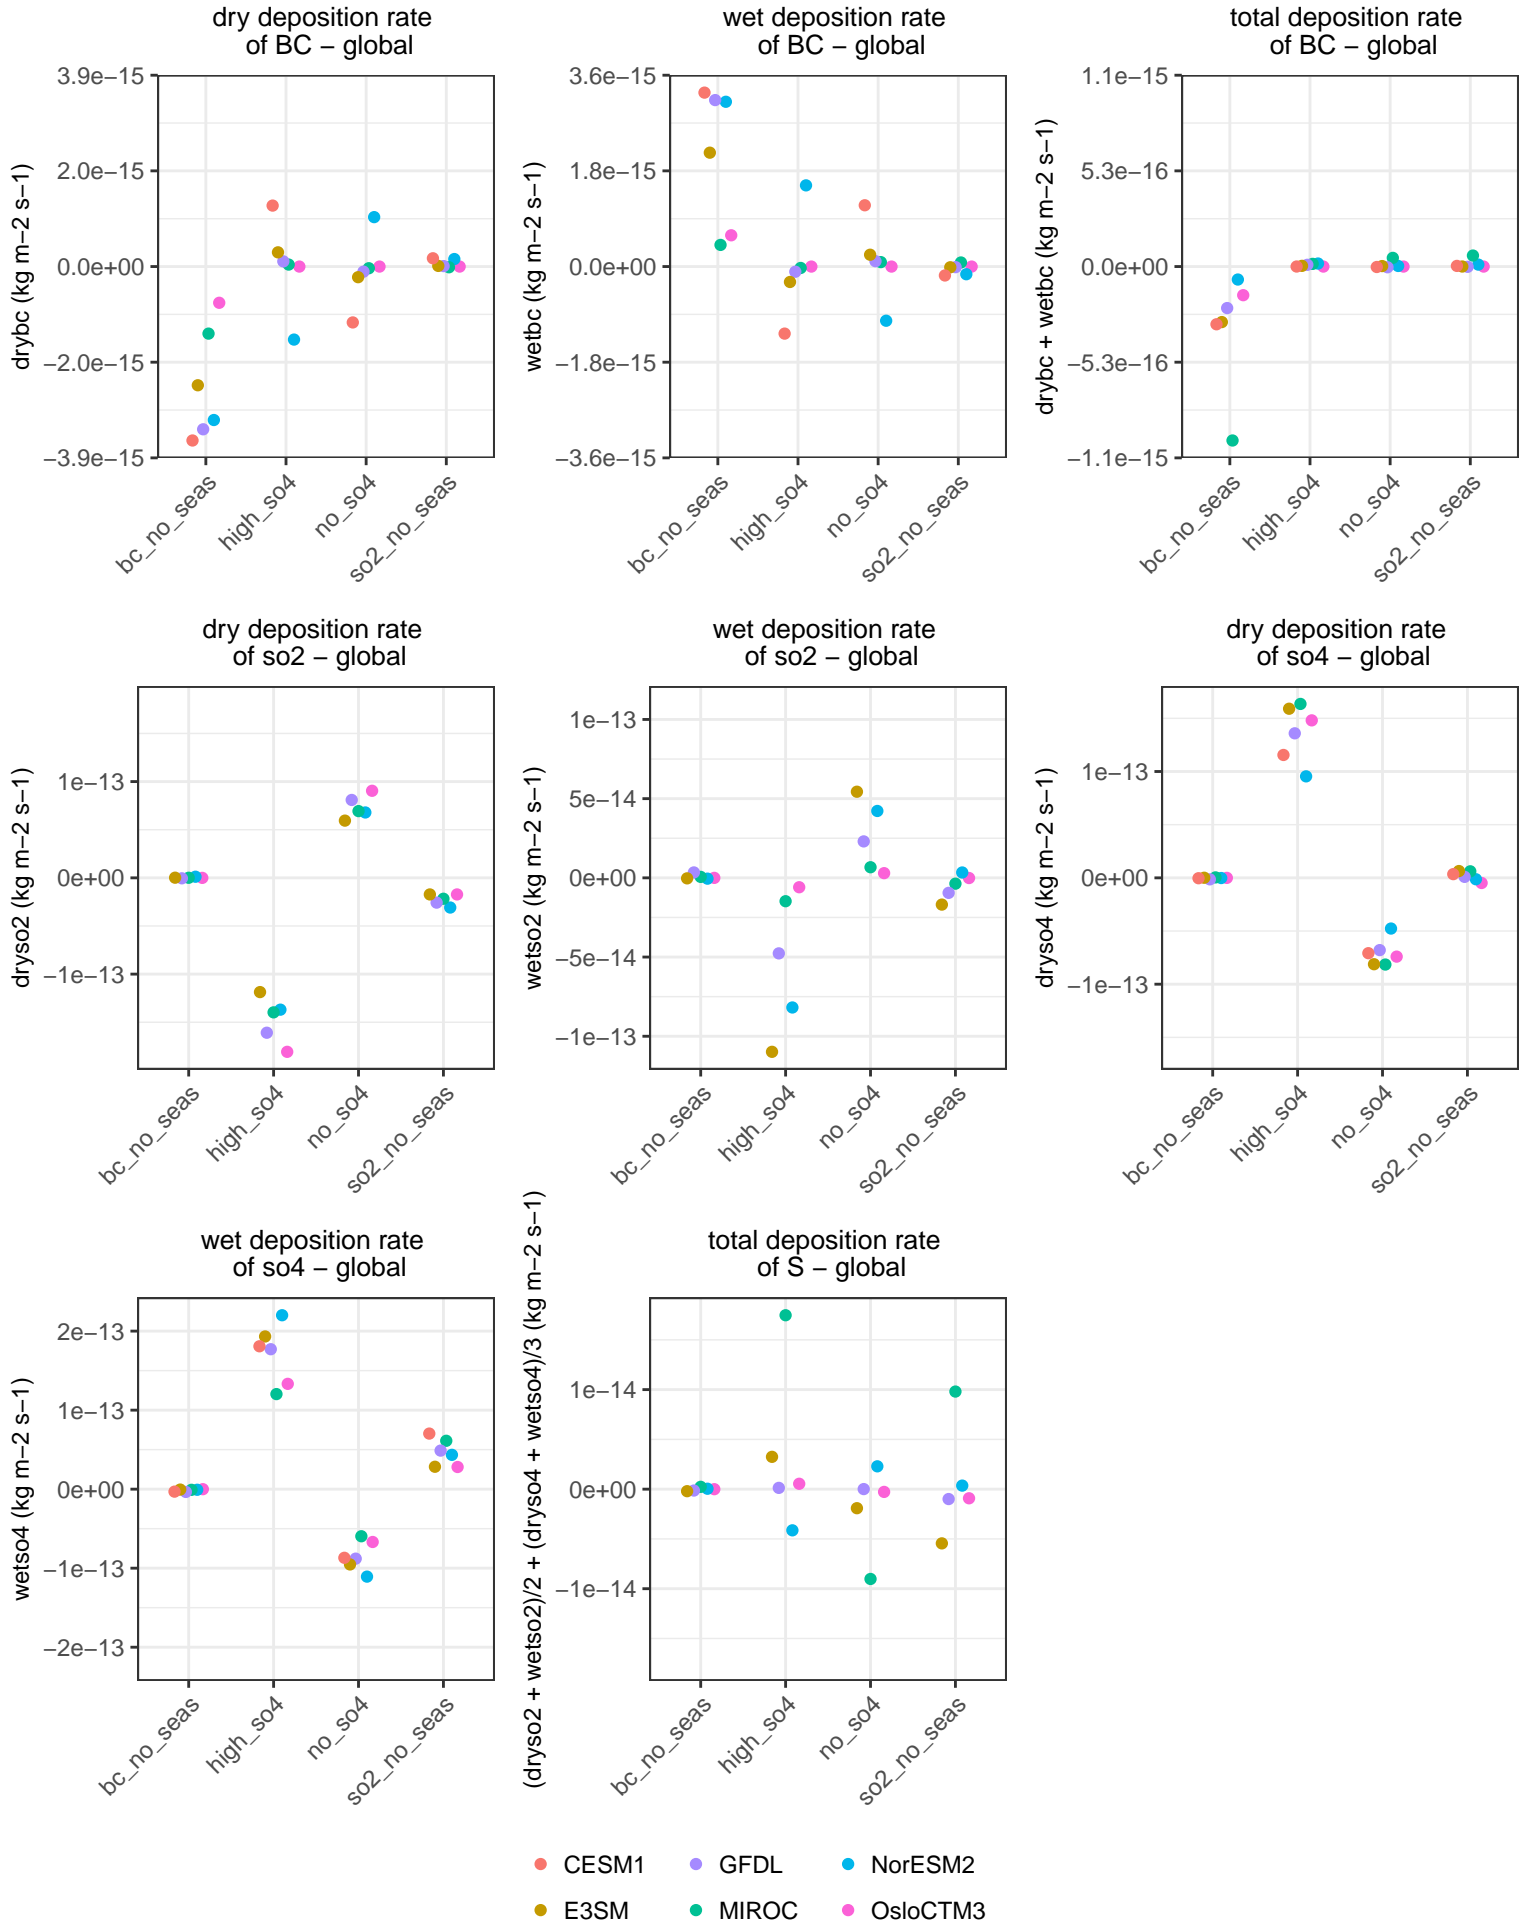 dry deposition rate
of BC − global
drybc (kg m−2 s−1)
3.9e−15
2.0e−15
0.0e+00
−2.0e−15
−3.9e−15
bc_no_seas
high_so4
no_so4
so2_no_seas
wet deposition rate
of BC − global
wetbc (kg m−2 s−1)
3.6e−15
1.8e−15
0.0e+00
−1.8e−15
−3.6e−15
bc_no_seas
high_so4
no_so4
so2_no_seas
total deposition rate
of BC − global
drybc + wetbc (kg m−2 s−1)
1.1e−15
5.3e−16
0.0e+00
−5.3e−16
−1.1e−15
bc_no_seas
high_so4
no_so4
so2_no_seas
dry deposition rate
of so2 − global
dryso2 (kg m−2 s−1)
1e−13
0e+00
−1e−13
bc_no_seas
high_so4
no_so4
so2_no_seas
wet deposition rate
of so2 − global
wetso2 (kg m−2 s−1)
1e−13
5e−14
0e+00
−5e−14
−1e−13
bc_no_seas
high_so4
no_so4
so2_no_seas
dry deposition rate
of so4 − global
dryso4 (kg m−2 s−1)
1e−13
0e+00
−1e−13
bc_no_seas
high_so4
no_so4
so2_no_seas
wet deposition rate
of so4 − global
wetso4 (kg m−2 s−1)
2e−13
1e−13
0e+00
−1e−13
−2e−13
bc_no_seas
high_so4
no_so4
so2_no_seas
total deposition rate
of S − global
(dryso2 + wetso2)/2 + (dryso4 + wetso4)/3 (kg m−2 s−1)
1e−14
0e+00
−1e−14
bc_no_seas
high_so4
no_so4
so2_no_seas
CESM1
GFDL
NorESM2
E3SM
MIROC
OsloCTM3